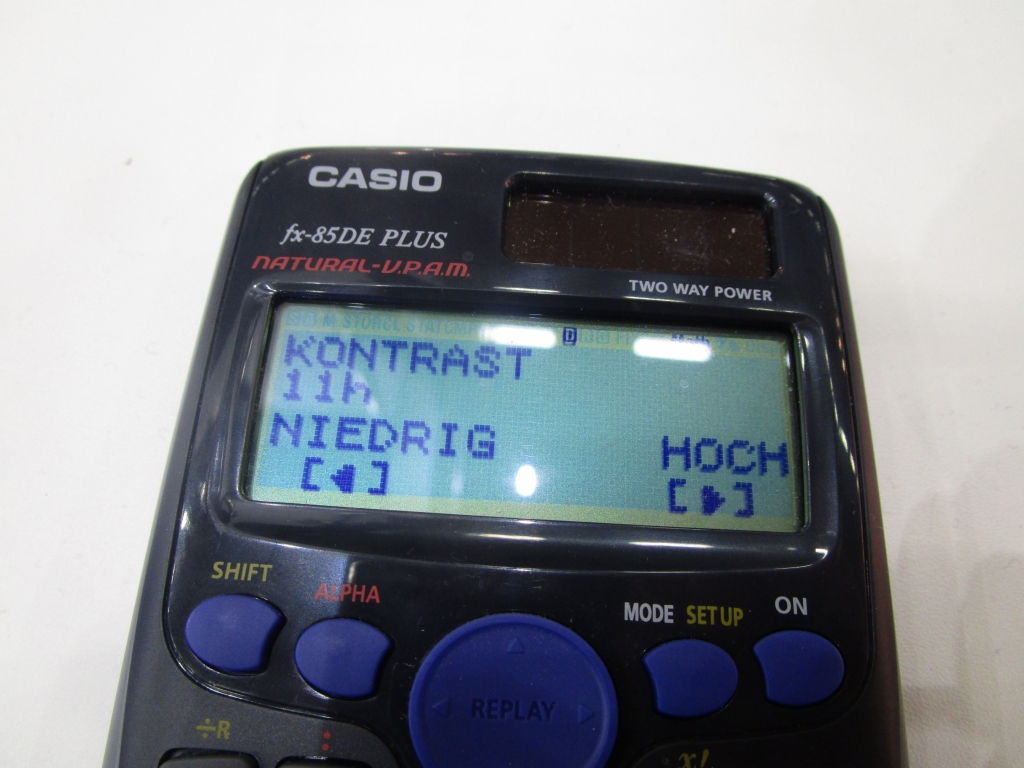 CASIO
fx-85DE PLUS
NATURAL-V.P.A.M.
TWO WAY POWER
KONTRAST
11h
NIEDRIG HOCH
[◀] [▶]
SHIFT
ALPHA
MODE SETUP ON
REPLAY
÷R
x!